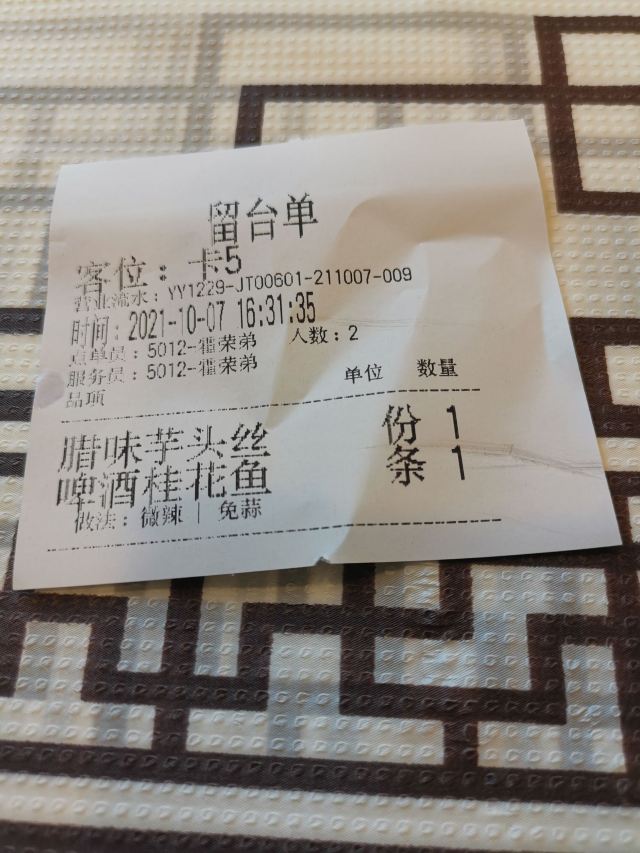 留台单
客位：卡5
营业流水：YY1229-JT00601-211007-009
时间：2021-10-07 16:31:35
点单员：5012-霍荣弟 人数：2
服务员：5012-霍荣弟
品项 单位 数量
腊味芋头丝 份 1
啤酒桂花鱼 条 1
做法：微辣｜免蒜